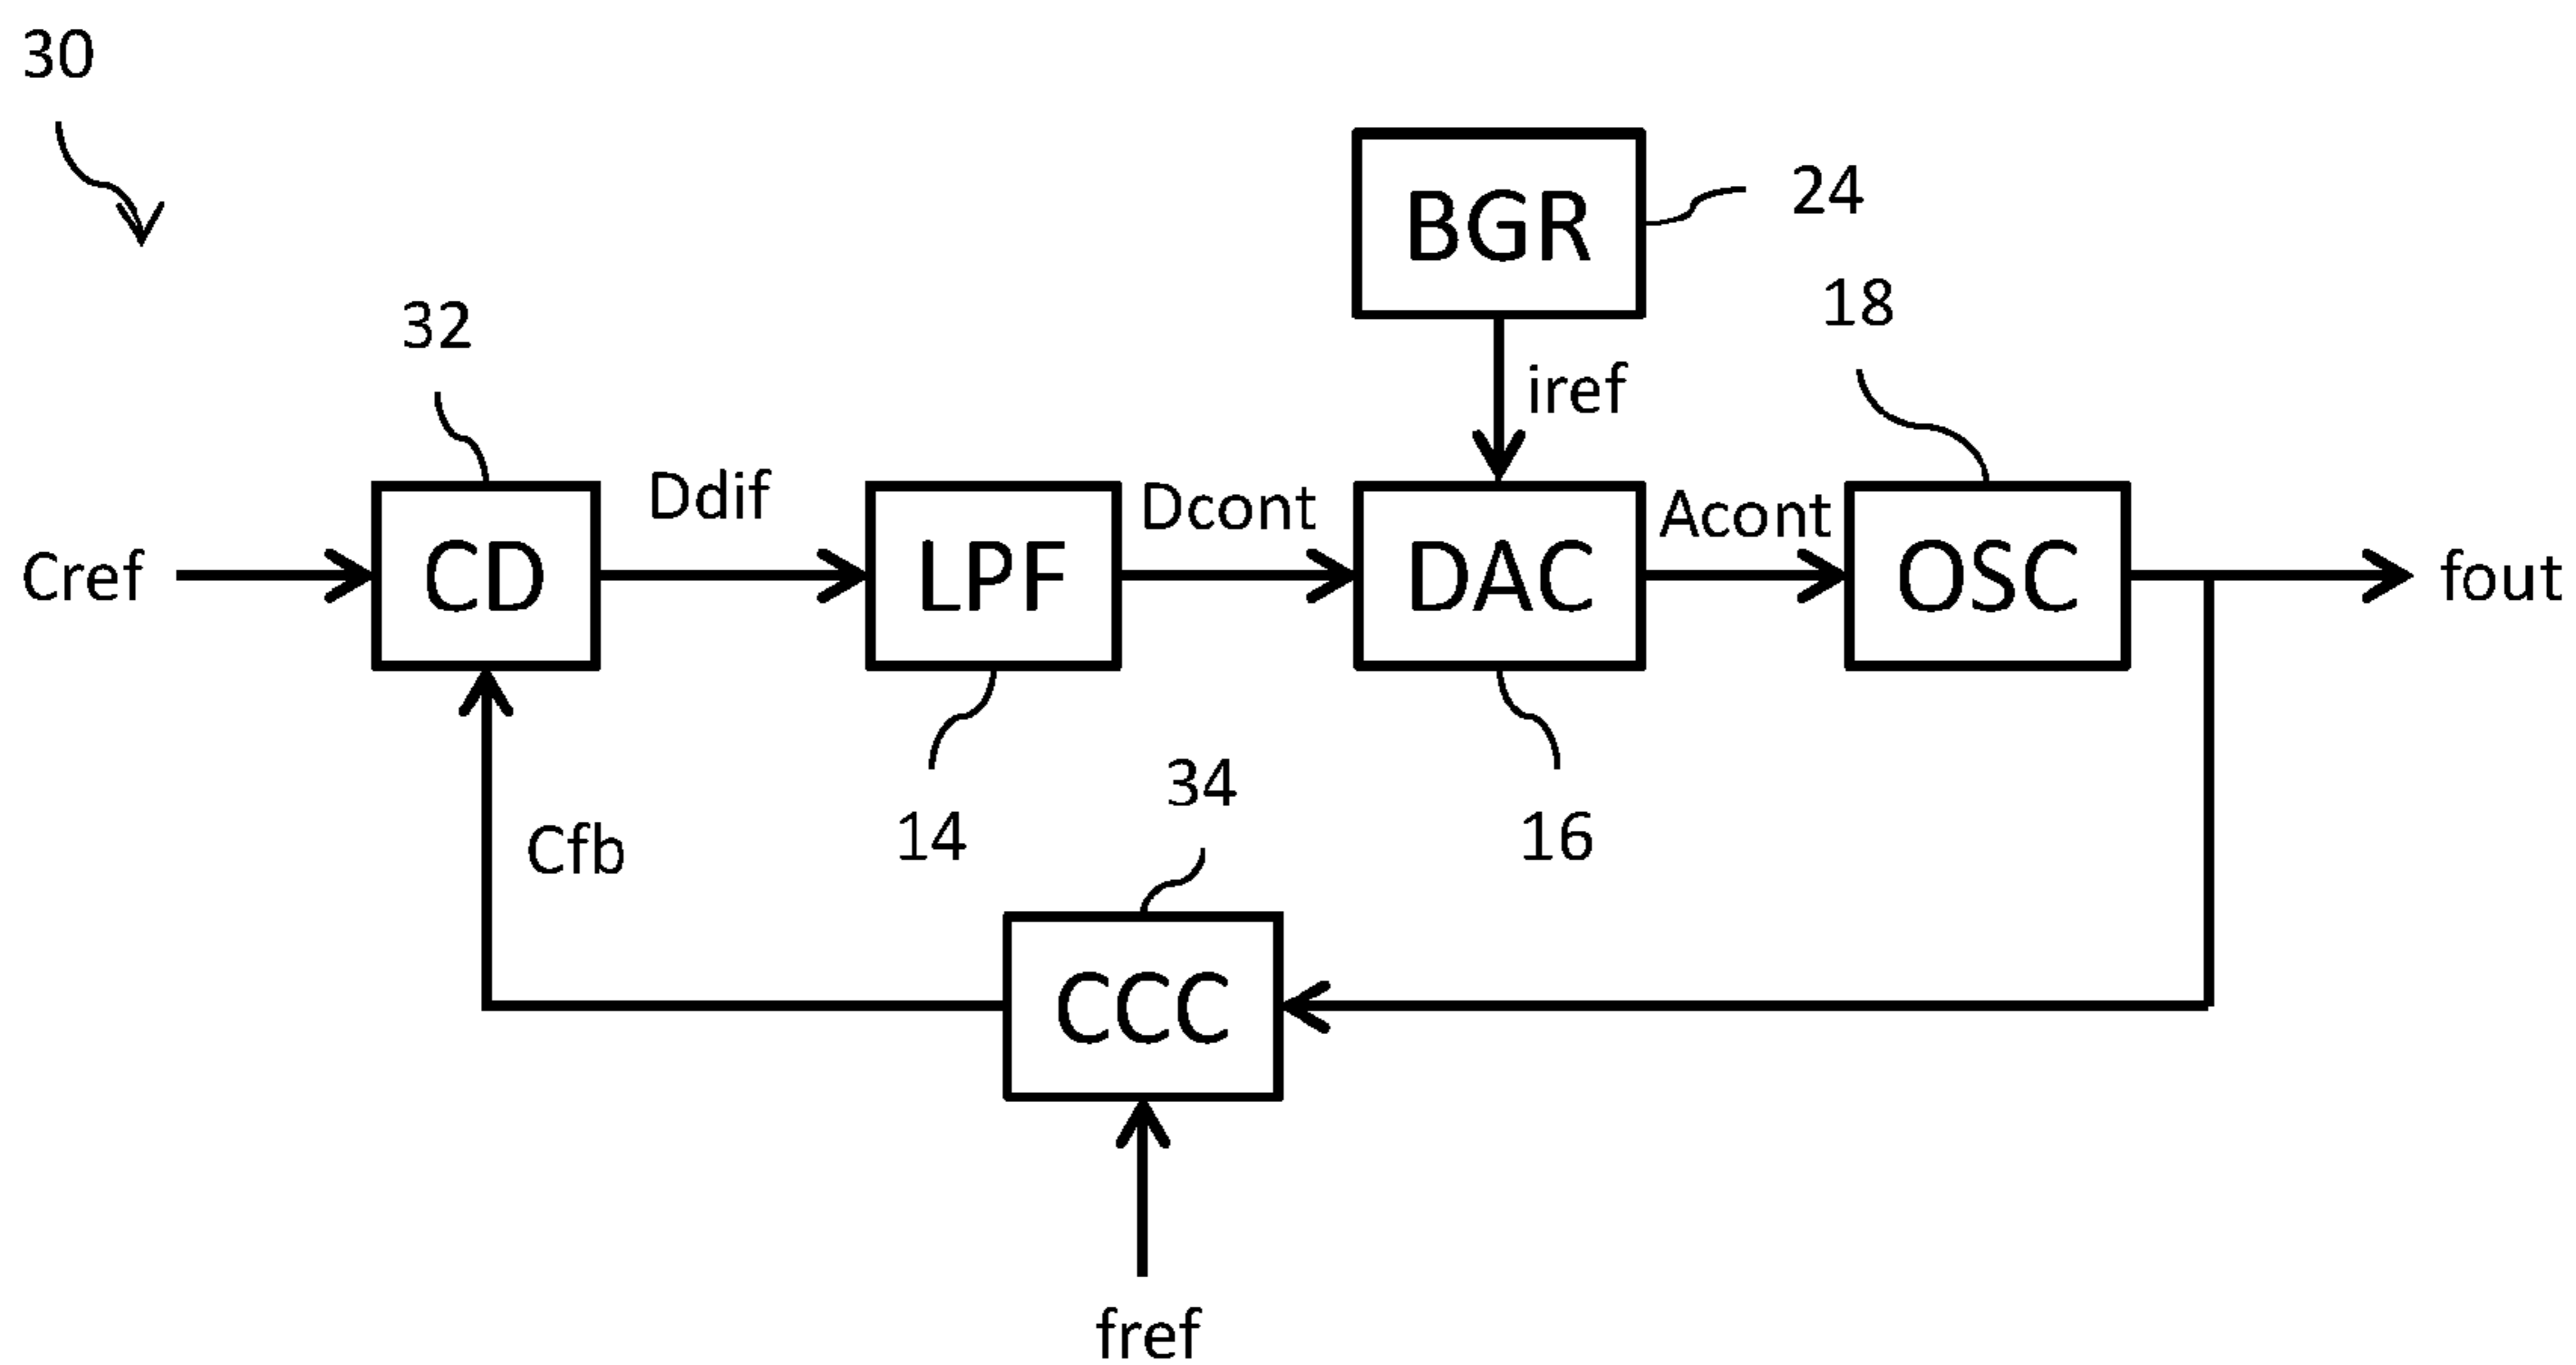 30
BGR
24
18
32
iref
Ddif
Dcont
Acont
Cref
CD
LPF
DAC
OSC
fout
34
14
16
Cfb
CCC
fref